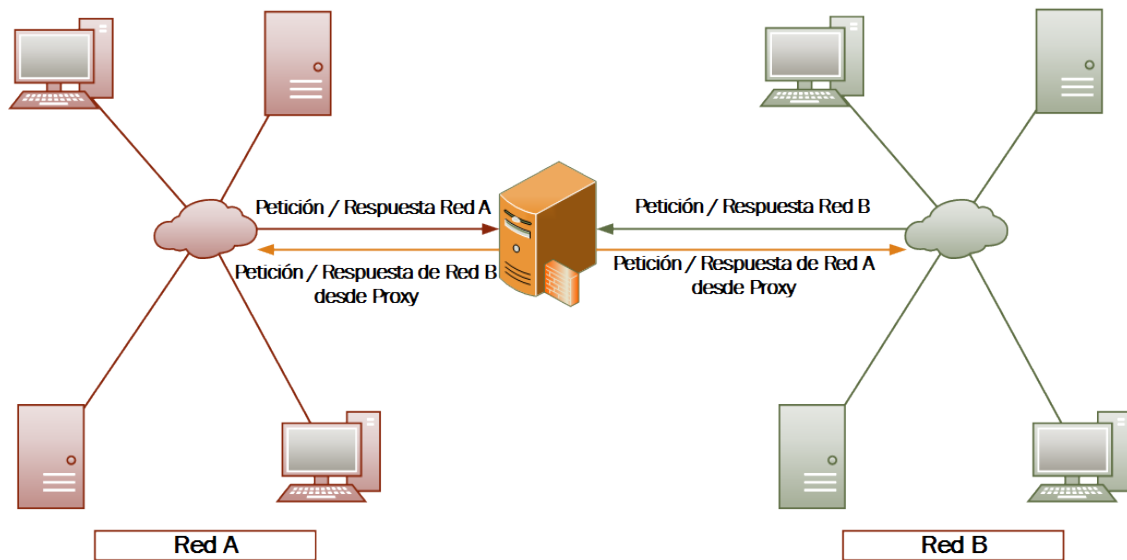 Petición / Respuesta Red A
Petición / Respuesta Red B
Petición / Respuesta de Red B
desde Proxy
Petición / Respuesta de Red A
desde Proxy
Red A
Red B